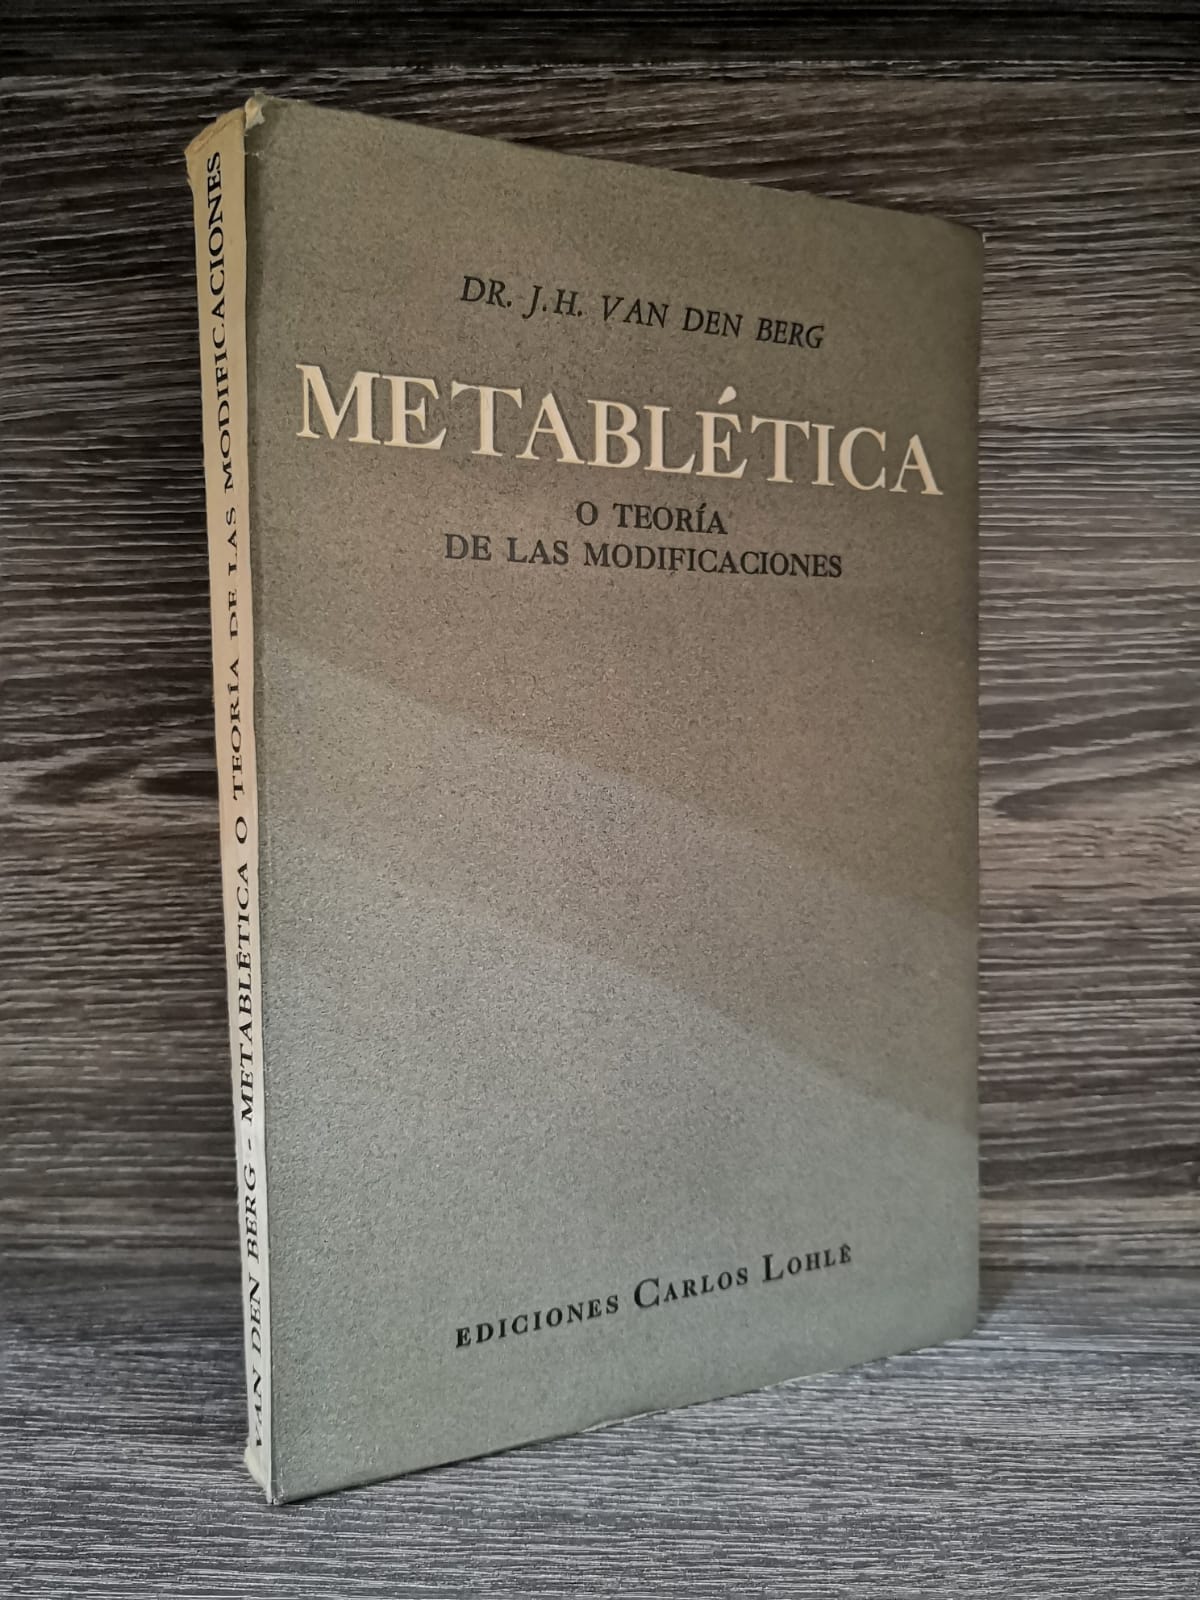 VAN DEN BERG - METABLÉTICA O TEORÍA DE LAS MODIFICACIONES
DR. J.H. VAN DEN BERG
METABLÉTICA
O TEORÍA
DE LAS MODIFICACIONES
EDICIONES CARLOS LOHLÉ